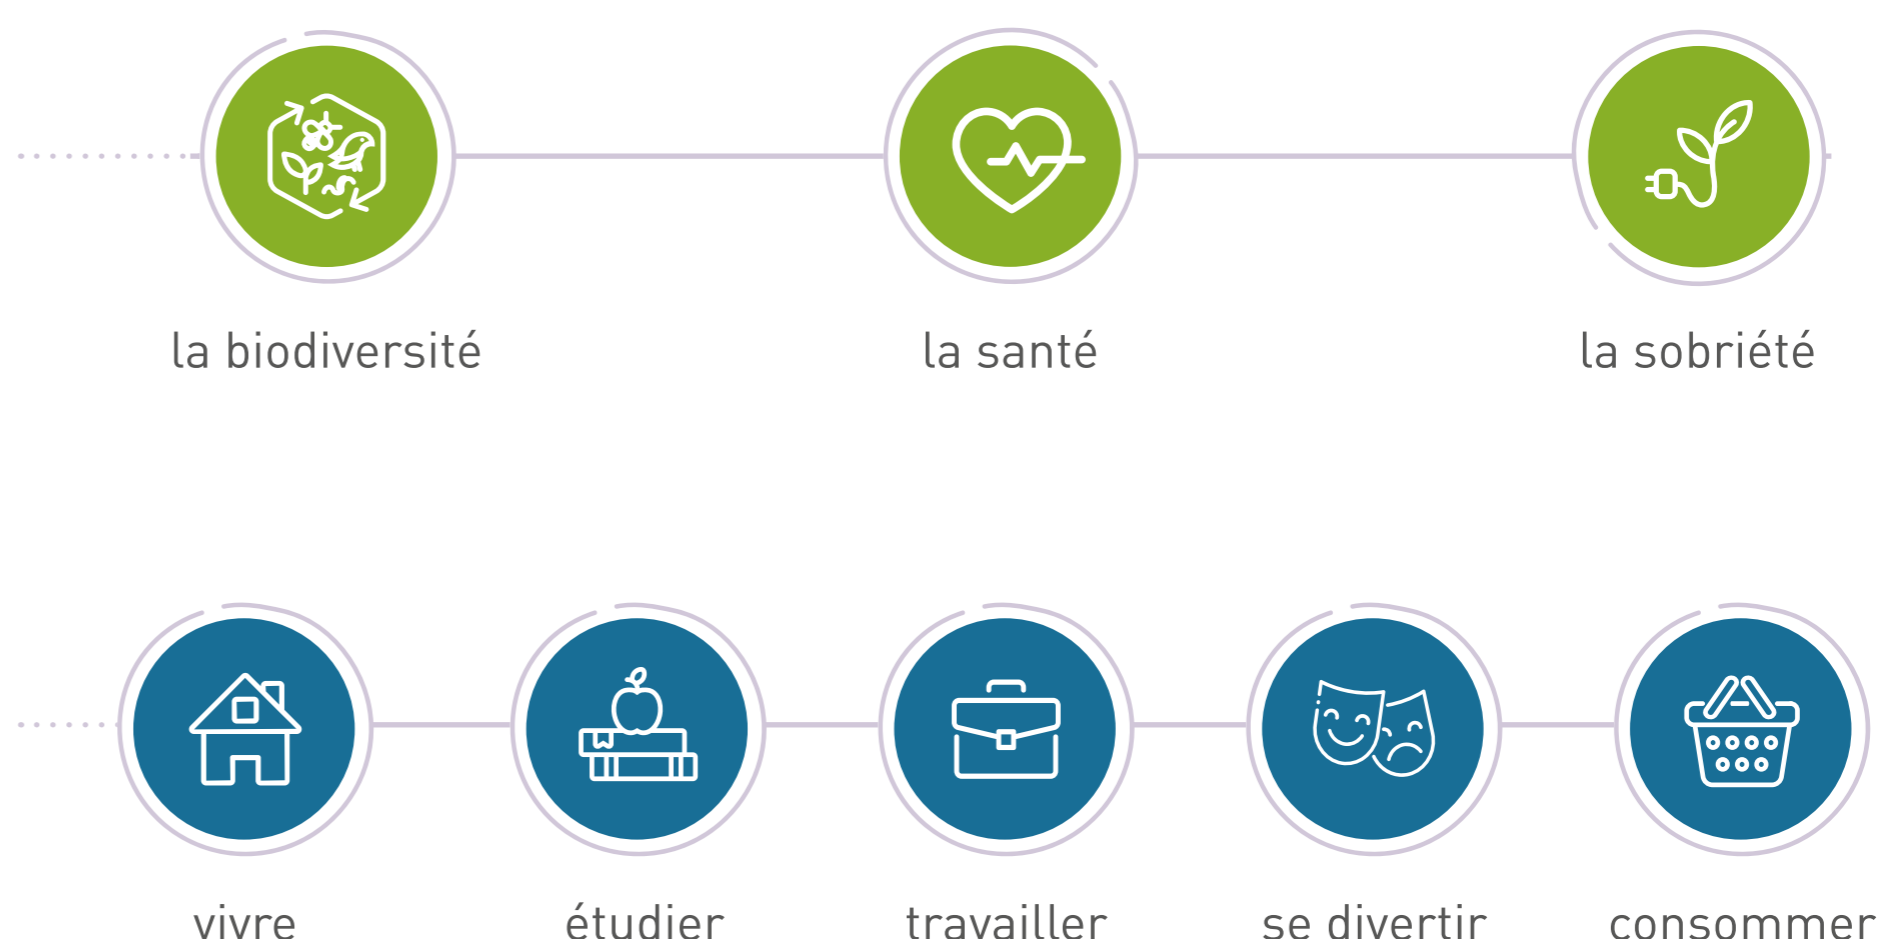 la biodiversité
la santé
la sobriété
vivre
étudier
travailler
se divertir
consommer